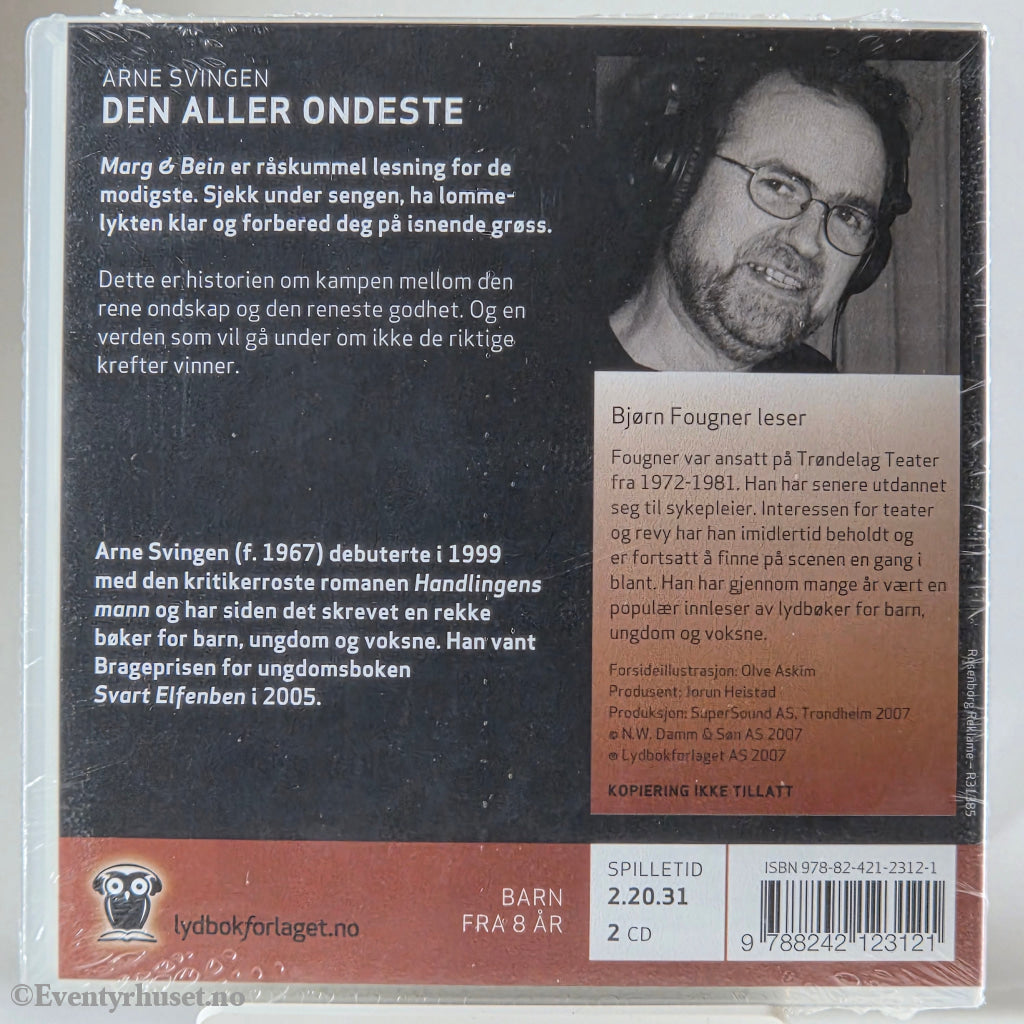 ARNE SVINGEN
DEN ALLER ONDESTE
Marg & Bein er råskummel lesning for de
modigste. Sjekk under sengen, ha lomme-
lykten klar og forbered deg på isnende grøss.
Dette er historien om kampen mellom den
rene ondskap og den reneste godhet. Og en
verden som vil gå under om ikke de riktige
krefter vinner.
Arne Svingen (f. 1967) debuterte i 1999
med den kritikerroste romanen Handlingens
mann og har siden det skrevet en rekke
bøker for barn, ungdom og voksne. Han vant
Brageprisen for ungdomsboken
Svart Elfenben i 2005.
Bjørn Fougner leser
Fougner var ansatt på Trøndelag Teater
fra 1972-1981. Han har senere utdannet
seg til sykepleier. Interessen for teater
og revy har han imidlertid beholdt og
er fortsatt å finne på scenen en gang i
blant. Han har gjennom mange år vært en
populær innleser av lydbøker for barn,
ungdom og voksne.
Forsideillustrasjon: Olve Askim
Produsent: Jorun Heistad
Produksjon: SuperSound AS, Trondheim 2007
© N.W. Damm & Søn AS 2007
℗ Lydbokforlaget AS 2007
KOPIERING IKKE TILLATT
Rosenborg Reklame –
lydbokforlaget.no
BARN
FRA 8 ÅR
SPILLETID
2.20.31
2 CD
ISBN 978-82-421-2312-1
9 788242 123121
©Eventyrhuset.no